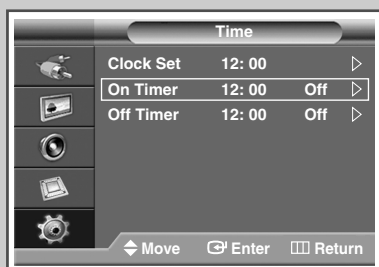 Time
Clock Set 12: 00
On Timer 12: 00 Off
Off Timer 12: 00 Off
Move Enter Return